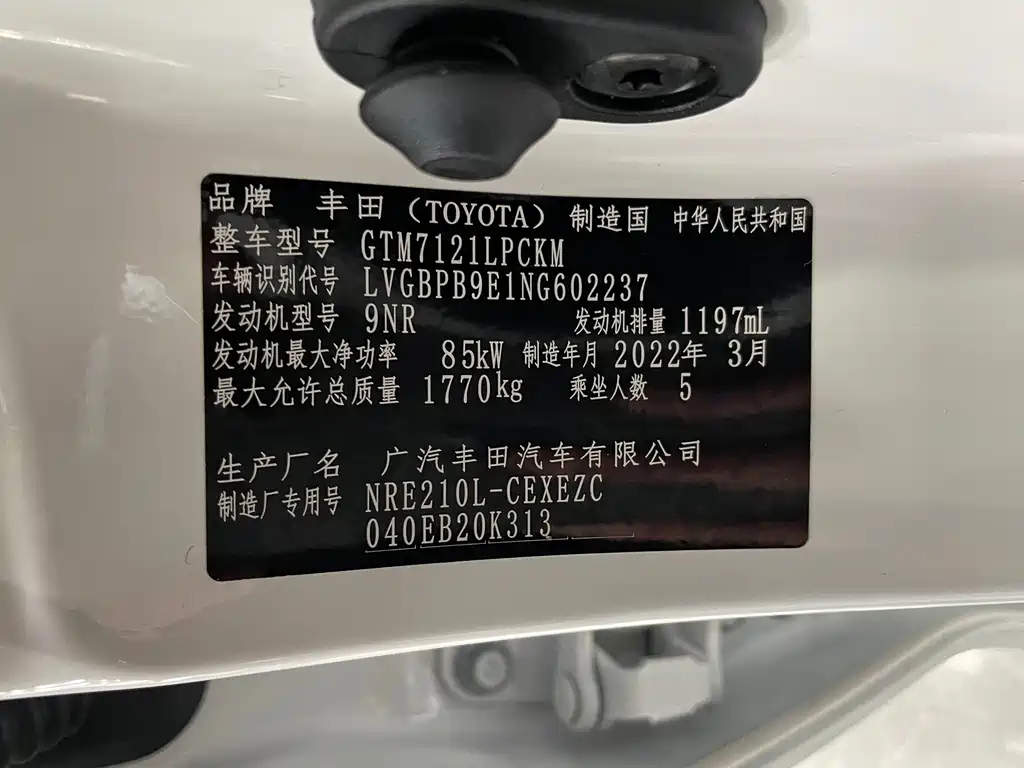 品牌 丰田（TOYOTA） 制造国 中华人民共和国
整车型号 GTM7121LPCKM
车辆识别代号 LVGBPB9E1NG602237
发动机型号 9NR 发动机排量 1197mL
发动机最大净功率 85kW 制造年月 2022年 3月
最大允许总质量 1770kg 乘坐人数 5
生产厂名 广汽丰田汽车有限公司
制造厂专用号 NRE210L-CEXEZC
040EB20K313